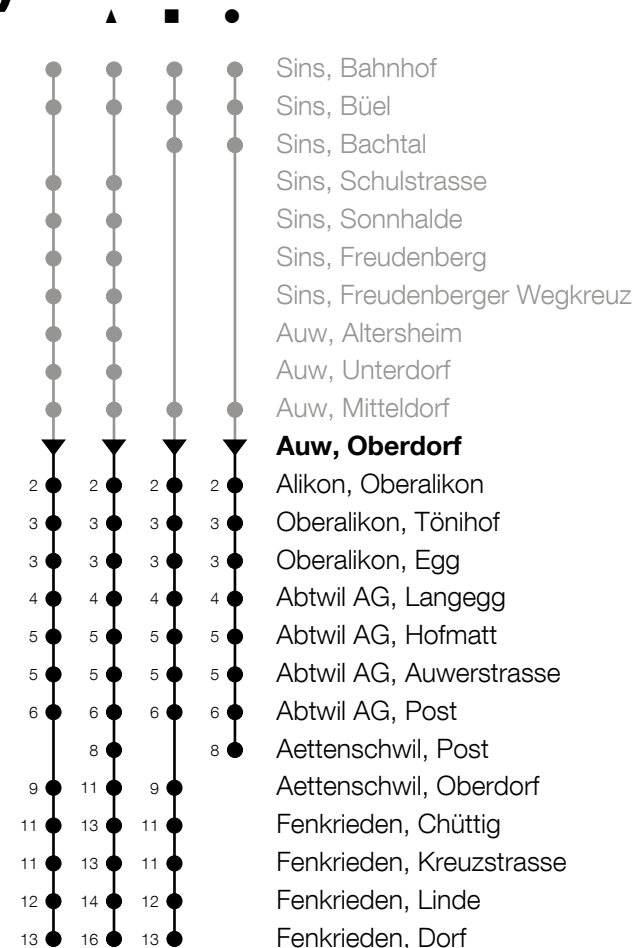 ▲ ■ ●
Sins, Bahnhof
Sins, Büel
Sins, Bachtal
Sins, Schulstrasse
Sins, Sonnhalde
Sins, Freudenberg
Sins, Freudenberger Wegkreuz
Auw, Altersheim
Auw, Unterdorf
Auw, Mitteldorf
Auw, Oberdorf
2 2 2 2 Alikon, Oberalikon
3 3 3 3 Oberalikon, Tönihof
3 3 3 3 Oberalikon, Egg
4 4 4 4 Abtwil AG, Langegg
5 5 5 5 Abtwil AG, Hofmatt
5 5 5 5 Abtwil AG, Auwerstrasse
6 6 6 6 Abtwil AG, Post
8 8 Aettenschwil, Post
9 11 9 Aettenschwil, Oberdorf
11 13 11 Fenkrieden, Chüttig
11 13 11 Fenkrieden, Kreuzstrasse
12 14 12 Fenkrieden, Linde
13 16 13 Fenkrieden, Dorf